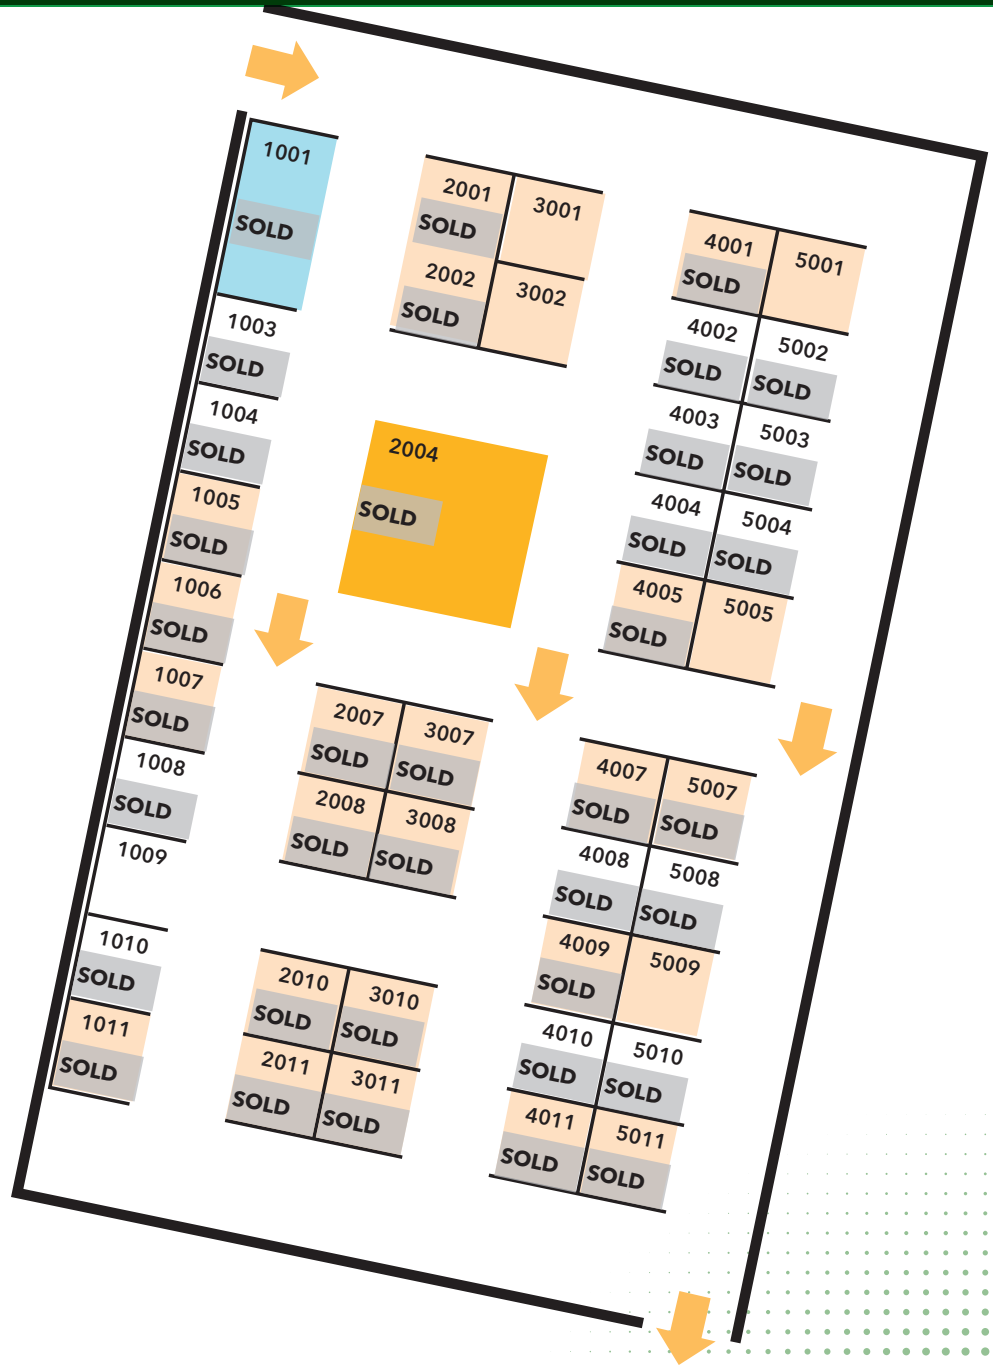 1001
SOLD
1003
SOLD
1004
SOLD
1005
SOLD
1006
SOLD
1007
SOLD
1008
SOLD
1009
1010
SOLD
1011
SOLD
2001
SOLD
3001
2002
SOLD
3002
2004
SOLD
2007
SOLD
3007
SOLD
2008
SOLD
3008
SOLD
2010
SOLD
3010
SOLD
2011
SOLD
3011
SOLD
4001
SOLD
5001
4002
SOLD
5002
SOLD
4003
SOLD
5003
SOLD
4004
SOLD
5004
SOLD
4005
SOLD
5005
4007
SOLD
5007
SOLD
4008
SOLD
5008
SOLD
4009
SOLD
5009
4010
SOLD
5010
SOLD
4011
SOLD
5011
SOLD